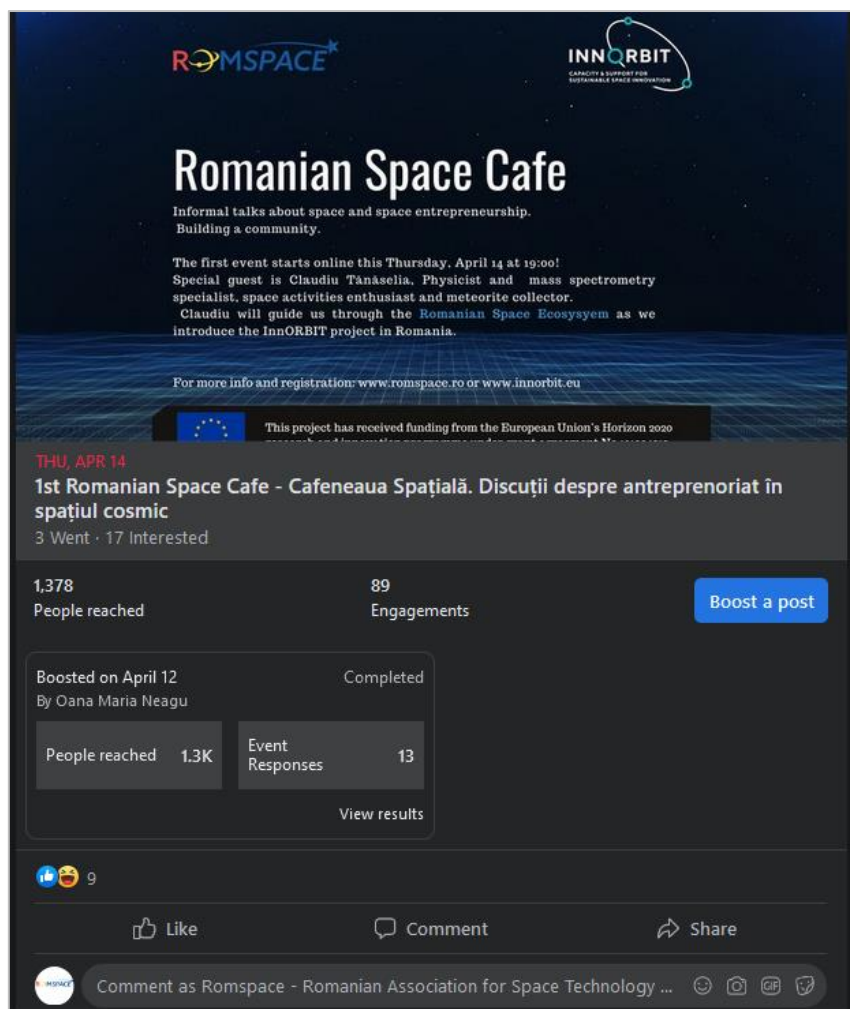 ROMSPACE
INNORBIT
CAPACITY & SUPPORT FOR
SUSTAINABLE SPACE INNOVATION
Romanian Space Cafe
Informal talks about space and space entrepreneurship.
Building a community.
The first event starts online this Thursday, April 14 at 19:00!
Special guest is Claudiu Tănăselia, Physicist and mass spectrometry
specialist, space activities enthusiast and meteorite collector.
Claudiu will guide us through the Romanian Space Ecosysyem as we
introduce the InnORBIT project in Romania.
For more info and registration: www.romspace.ro or www.innorbit.eu
This project has received funding from the European Union's Horizon 2020
THU, APR 14
1st Romanian Space Cafe - Cafeneaua Spațială. Discuții despre antreprenoriat în
spațiul cosmic
3 Went · 17 Interested
1,378
People reached
89
Engagements
Boost a post
Boosted on April 12
Completed
By Oana Maria Neagu
People reached 1.3K
Event
Responses
13
View results
9
Like
Comment
Share
ROMSPACE
Comment as Romspace - Romanian Association for Space Technology ...
GIF